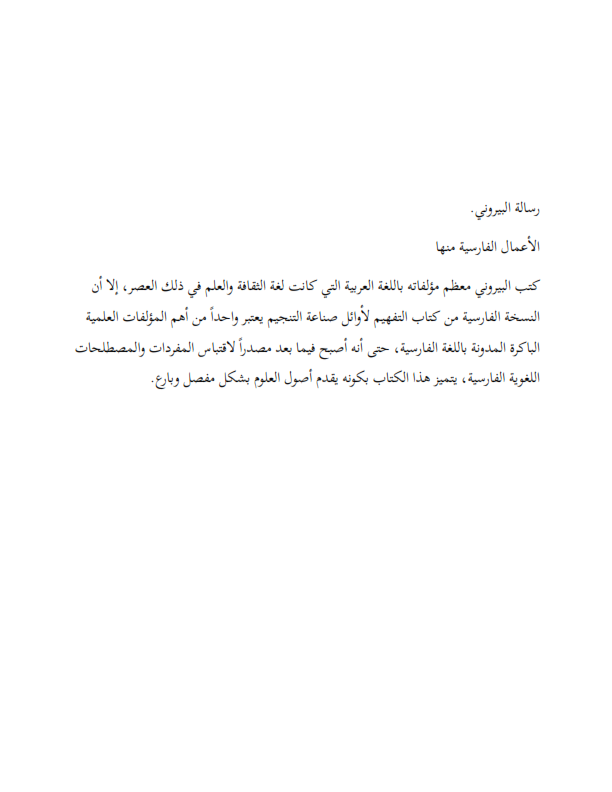 رسالة البيروني.
الأعمال الفارسية منها
كتب البيروني معظم مؤلفاته باللغة العربية التي كانت لغة الثقافة والعلم في ذلك العصر، إلا أن
النسخة الفارسية من كتاب التفهيم لأوائل صناعة التنجيم يعتبر واحداً من أهم المؤلفات العلمية
الباكرة المدونة باللغة الفارسية، حتى أنه أصبح فيما بعد مصدراً لاقتباس المفردات والمصطلحات
اللغوية الفارسية، يتميز هذا الكتاب بكونه يقدم أصول العلوم بشكل مفصل وبارع.